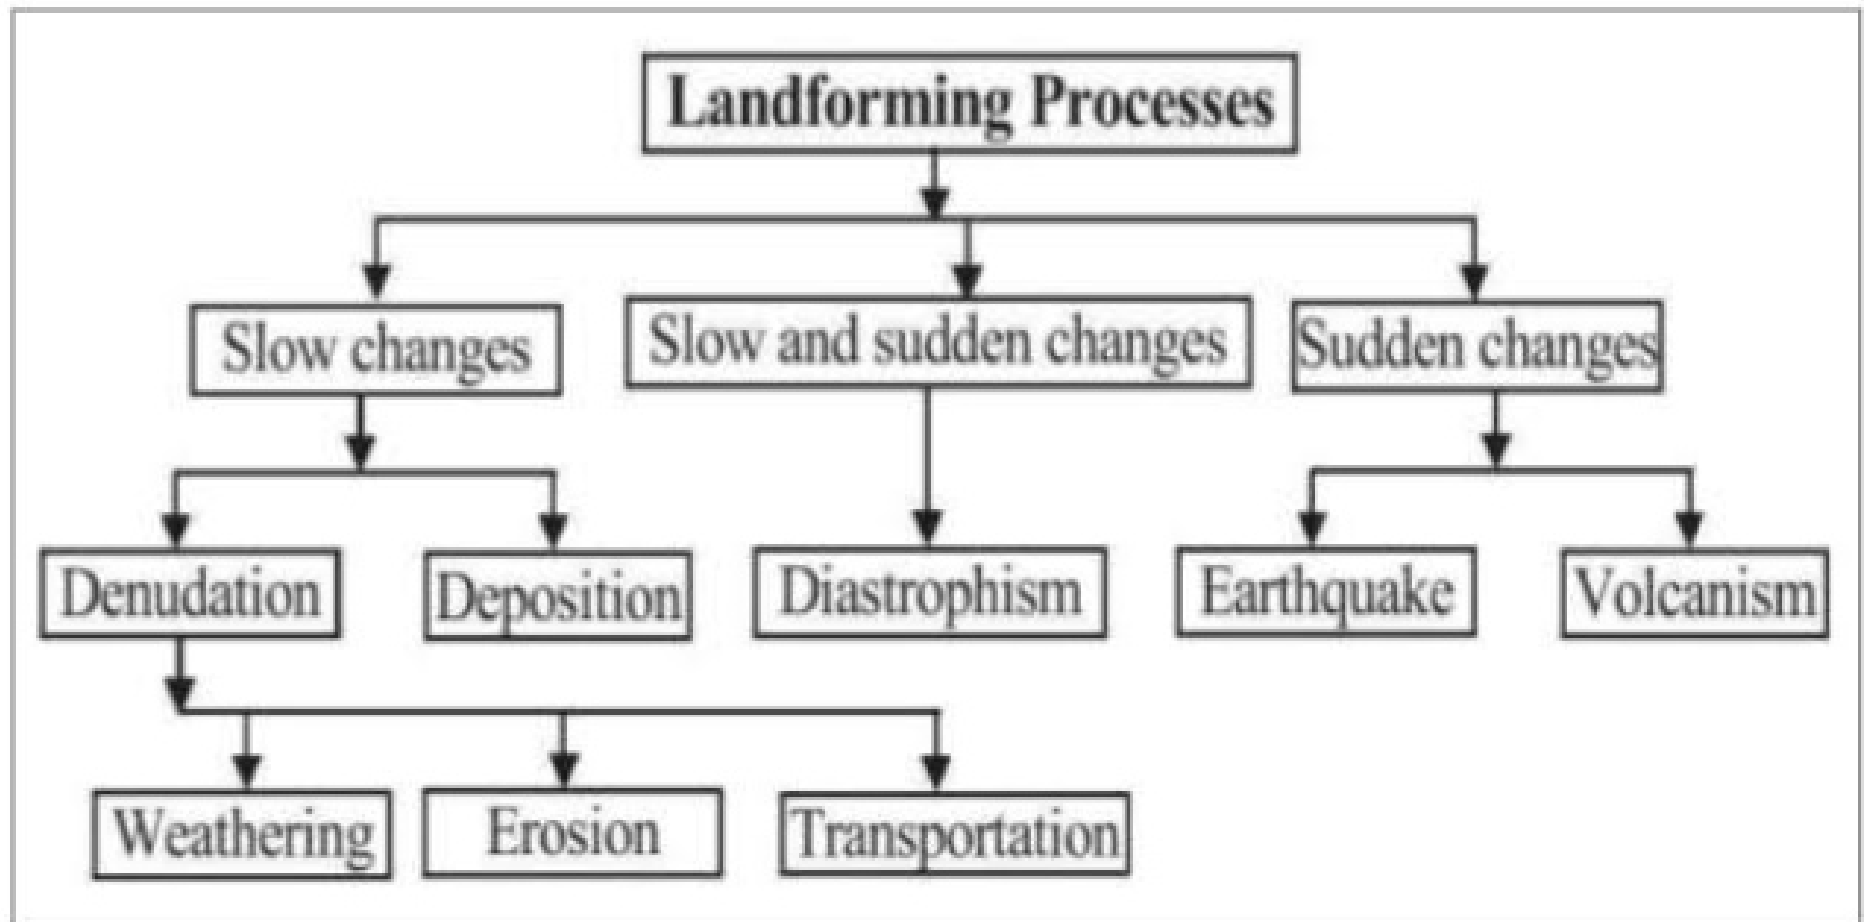 Landforming Processes
Slow changes
Slow and sudden changes
Sudden changes
Denudation
Deposition
Diastrophism
Earthquake
Volcanism
Weathering
Erosion
Transportation